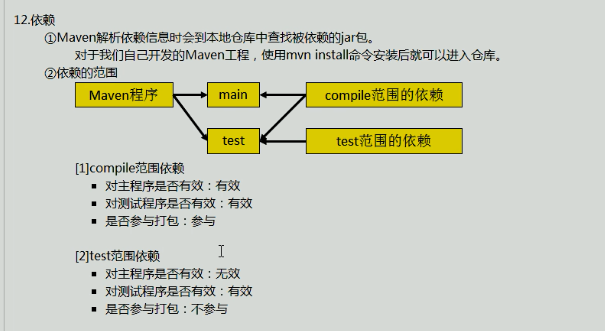 12.依赖
①Maven解析依赖信息时会到本地仓库中查找被依赖的jar包。
对于我们自己开发的Maven工程，使用mvn install命令安装后就可以进入仓库。
②依赖的范围
Maven程序 main compile范围的依赖
test test范围的依赖
[1]compile范围依赖
▪ 对主程序是否有效：有效
▪ 对测试程序是否有效：有效
▪ 是否参与打包：参与
[2]test范围依赖
▪ 对主程序是否有效：无效
▪ 对测试程序是否有效：有效
▪ 是否参与打包：不参与